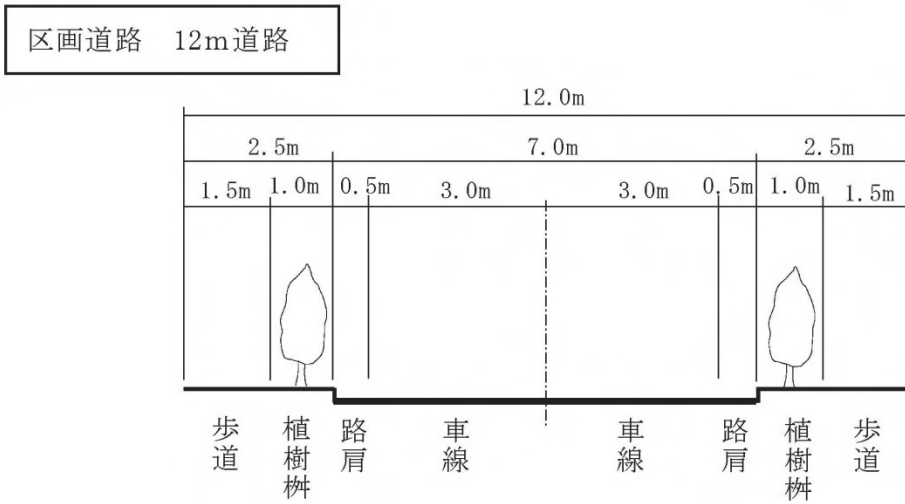 区画道路　12m道路
12.0m
2.5m 7.0m 2.5m
1.5m 1.0m 0.5m 3.0m 3.0m 0.5m 1.0m 1.5m
歩道 植樹桝 路肩 車線 車線 路肩 植樹桝 歩道